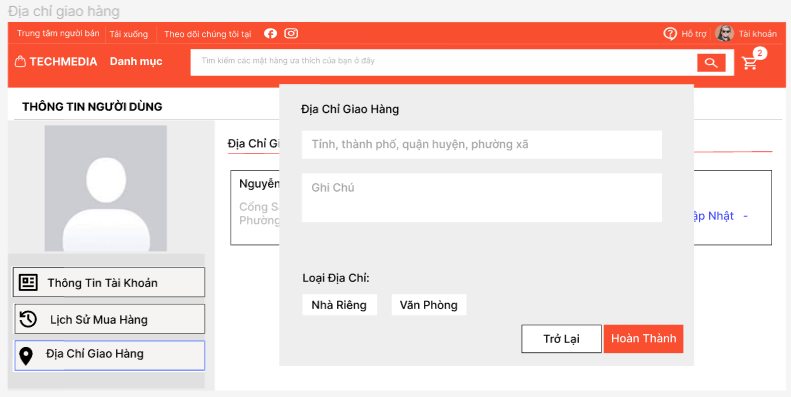 Địa chỉ giao hàng
Trung tâm người bán Tải xuống Theo dõi chúng tôi tại Hỗ trợ Tài khoản
TECHMEDIA Danh mục Tìm kiếm các mặt hàng ưa thích của bạn ở đây 2
THÔNG TIN NGƯỜI DÙNG
Địa Chỉ Giao Hàng
Tỉnh, thành phố, quận huyện, phường xã
Địa Chỉ Gi
Nguyễn
Ghi Chú
Cổng S
Phường
ập Nhật -
Loại Địa Chỉ:
Nhà Riêng Văn Phòng
Trở Lại Hoàn Thành
Thông Tin Tài Khoản
Lịch Sử Mua Hàng
Địa Chỉ Giao Hàng